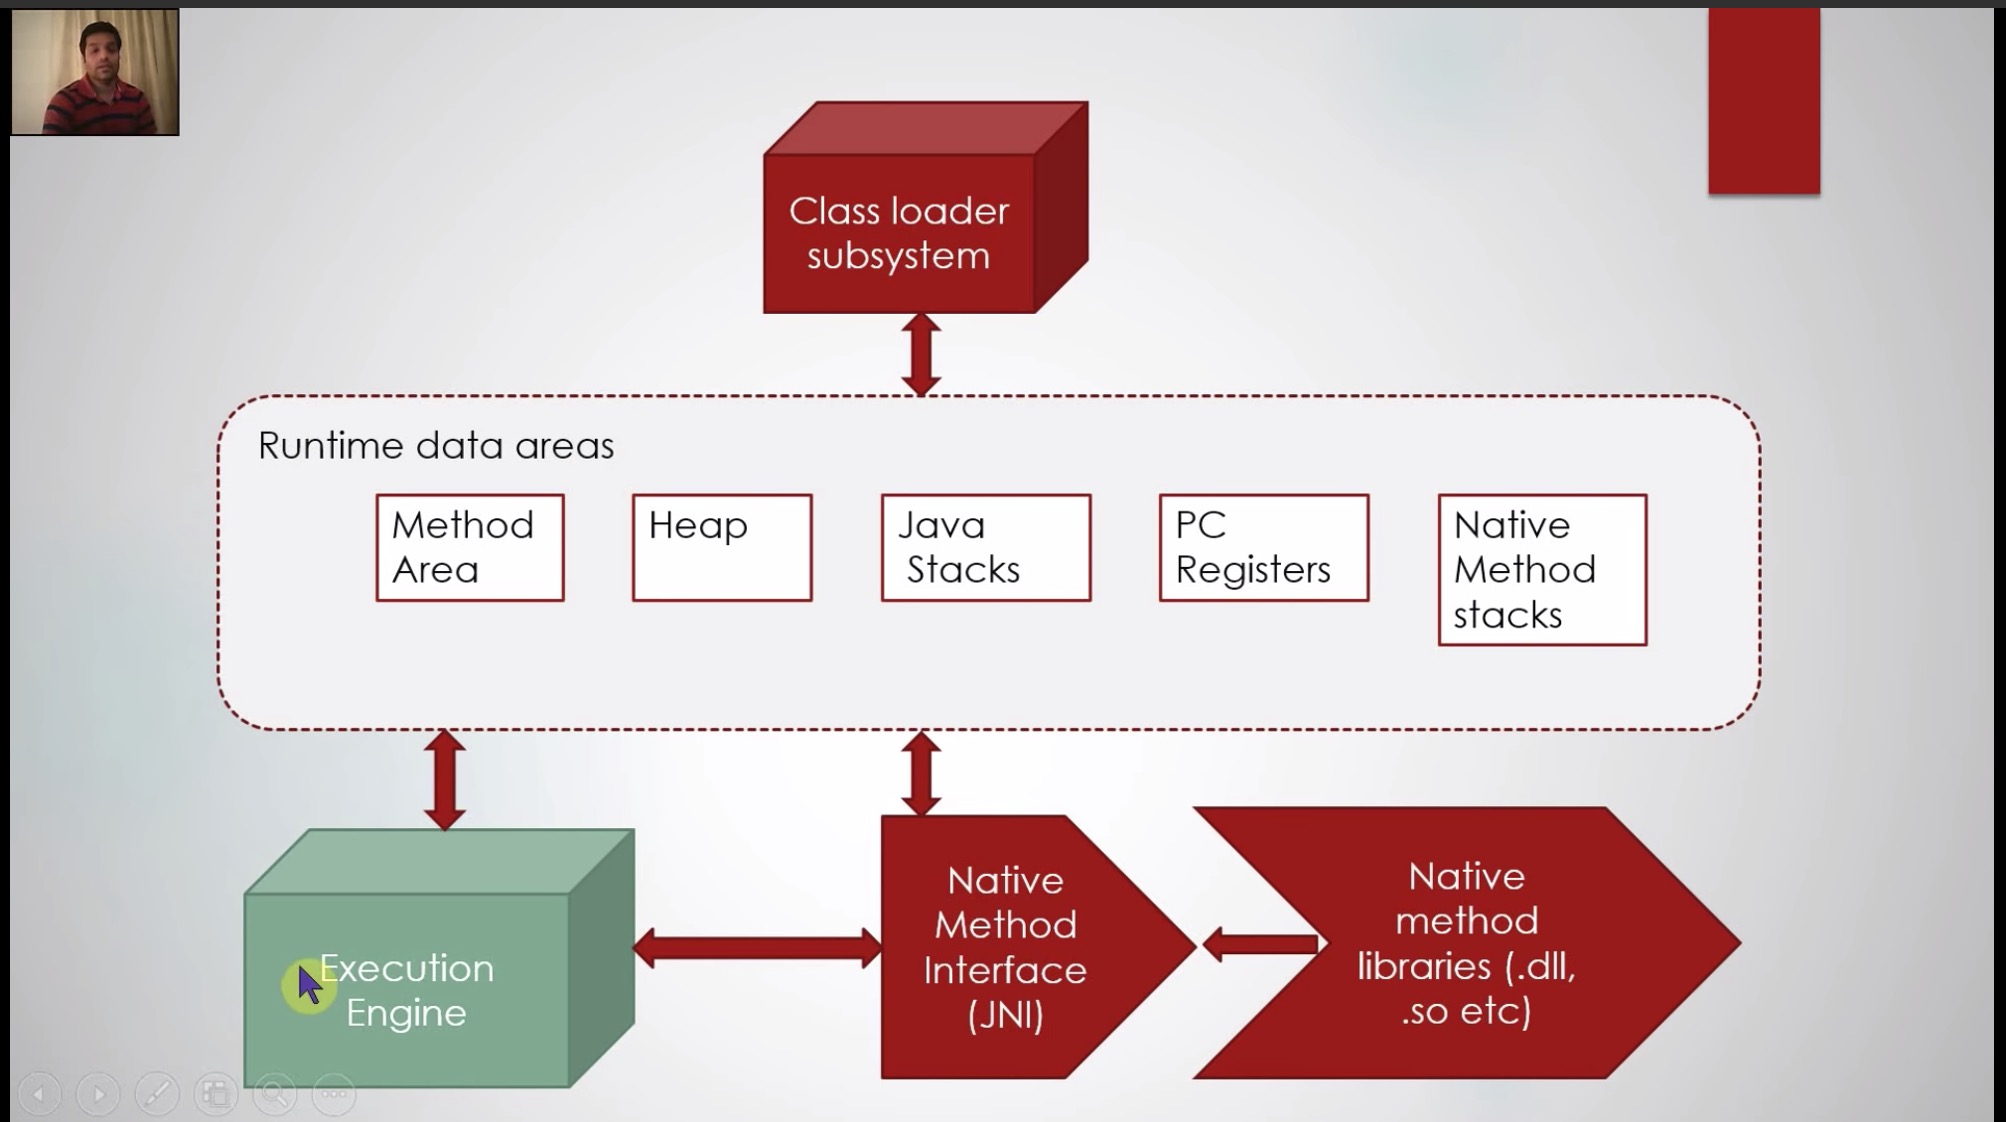 Class loader
subsystem
Runtime data areas
Method
Area
Heap
Java
Stacks
PC
Registers
Native
Method
stacks
Execution
Engine
Native
Method
Interface
(JNI)
Native
method
libraries (.dll,
.so etc)